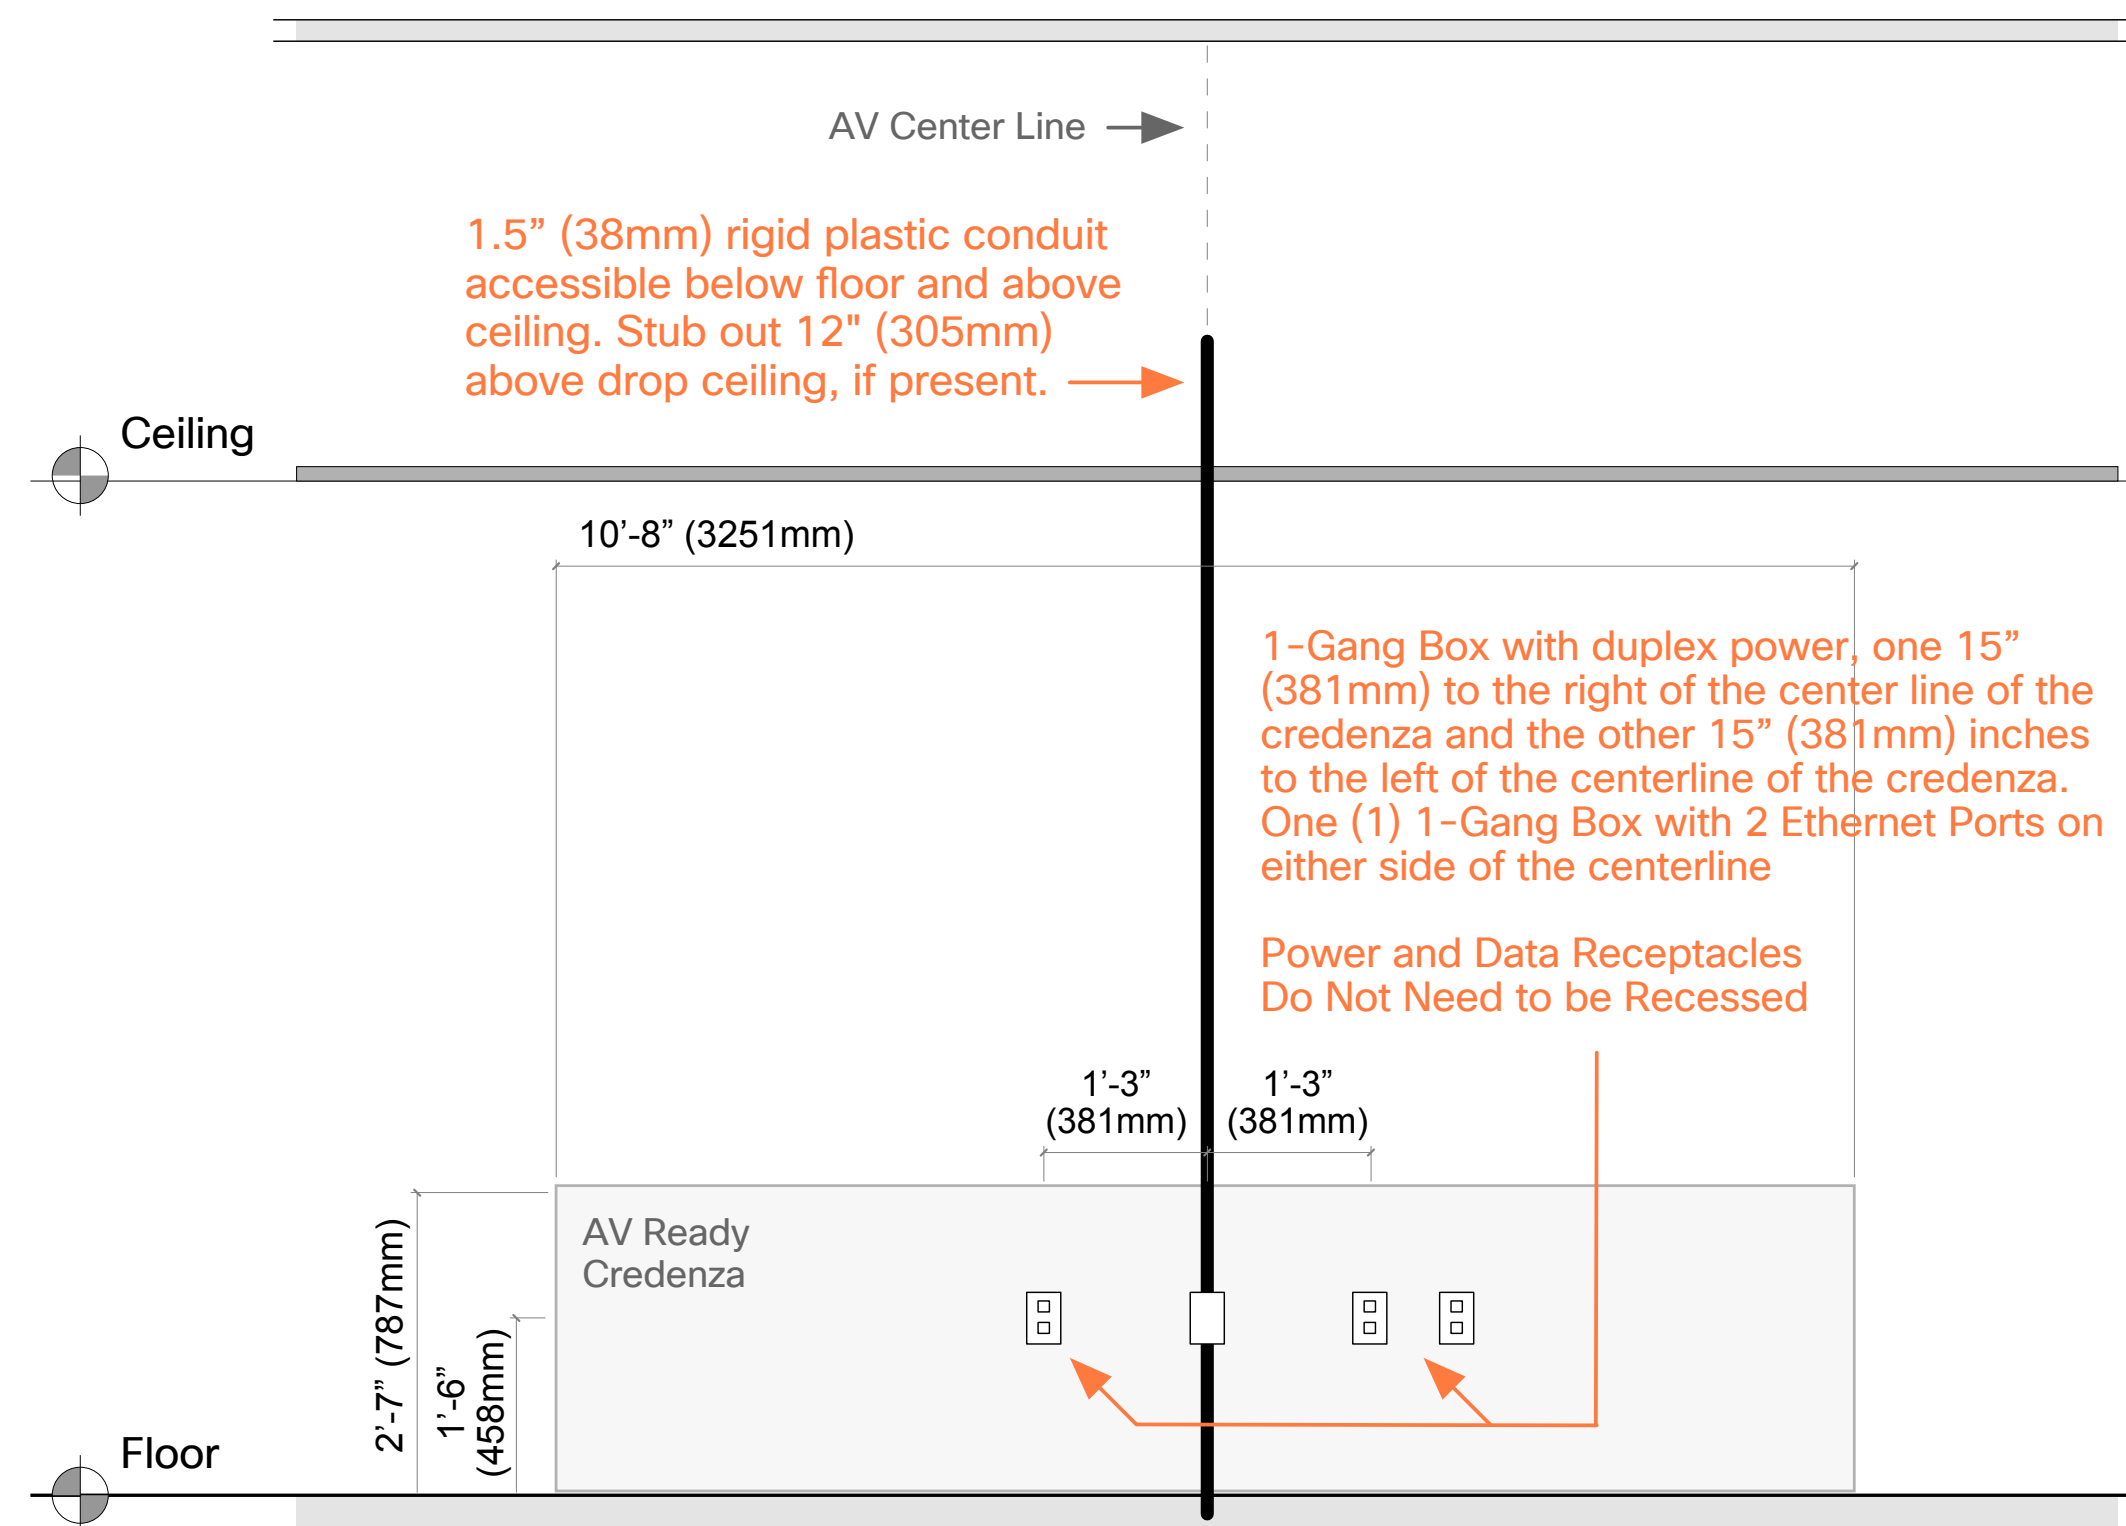 AV Center Line
1.5” (38mm) rigid plastic conduit
accessible below floor and above
ceiling. Stub out 12" (305mm)
above drop ceiling, if present.
Ceiling
10’-8” (3251mm)
1-Gang Box with duplex power, one 15”
(381mm) to the right of the center line of the
credenza and the other 15” (381mm) inches
to the left of the centerline of the credenza.
One (1) 1-Gang Box with 2 Ethernet Ports on
either side of the centerline
Power and Data Receptacles
Do Not Need to be Recessed
1’-3”
(381mm)
1’-3”
(381mm)
AV Ready
Credenza
2’-7” (787mm)
1’-6”
(458mm)
Floor